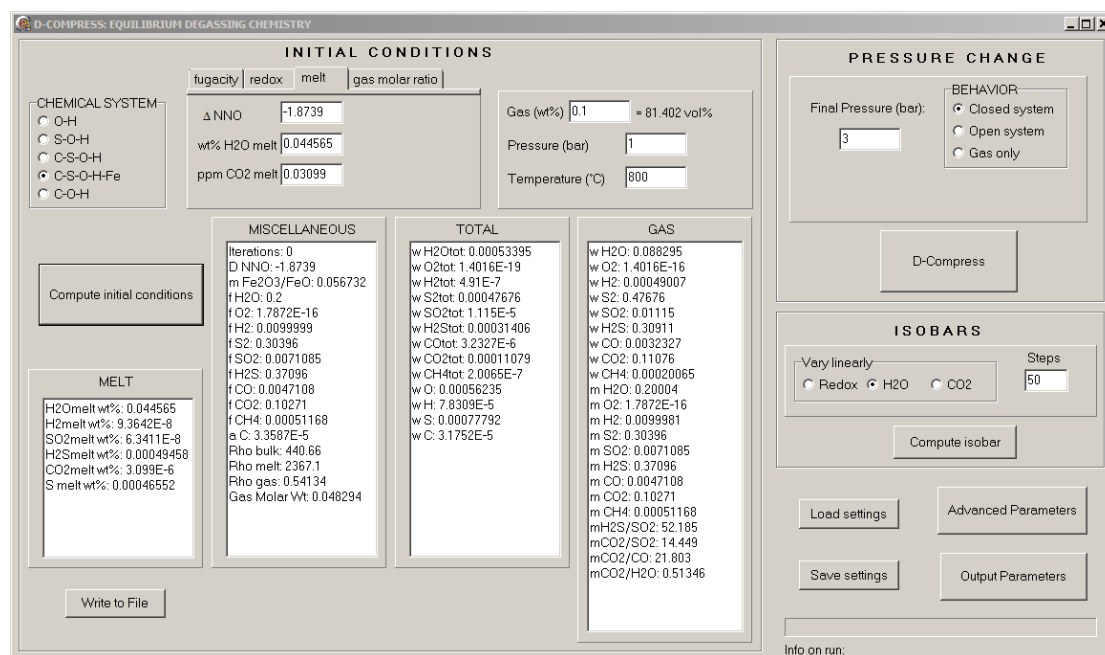 D-COMPRESS: EQUILIBRIUM DEGASSING CHEMISTRY
INITIAL CONDITIONS
fugacity redox melt gas molar ratio
CHEMICAL SYSTEM
O-H
S-O-H
C-S-O-H
C-S-O-H-Fe
C-O-H
Δ NNO -1.8739
wt% H2O melt 0.044565
ppm CO2 melt 0.03099
Gas (wt%) 0.1 = 81.402 vol%
Pressure (bar) 1
Temperature (°C) 800
Compute initial conditions
MELT
H2Omelt wt%: 0.044565
H2melt wt%: 9.3642E-8
SO2melt wt%: 6.3411E-8
H2Smelt wt%: 0.00049458
CO2melt wt%: 3.099E-6
S melt wt%: 0.00046552
Write to File
MISCELLANEOUS
Iterations: 0
D NNO: -1.8739
m Fe2O3/FeO: 0.056732
f H2O: 0.2
f O2: 1.7872E-16
f H2: 0.0099999
f S2: 0.30396
f SO2: 0.0071085
f H2S: 0.37096
f CO: 0.0047108
f CO2: 0.10271
f CH4: 0.00051168
a C: 3.3587E-5
Rho bulk: 440.66
Rho melt: 2367.1
Rho gas: 0.54134
Gas Molar Wt: 0.048294
TOTAL
w H2Otot: 0.00053395
w O2tot: 1.4016E-19
w H2tot: 4.91E-7
w S2tot: 0.00047676
w SO2tot: 1.115E-5
w H2Stot: 0.00031406
w COtot: 3.2327E-6
w CO2tot: 0.00011079
w CH4tot: 2.0065E-7
w O: 0.00056235
w H: 7.8309E-5
w S: 0.00077792
w C: 3.1752E-5
GAS
w H2O: 0.088295
w O2: 1.4016E-16
w H2: 0.00049007
w S2: 0.47676
w SO2: 0.01115
w H2S: 0.30911
w CO: 0.0032327
w CO2: 0.11076
w CH4: 0.00020065
m H2O: 0.20004
m O2: 1.7872E-16
m H2: 0.0099981
m S2: 0.30396
m SO2: 0.0071085
m H2S: 0.37096
m CO: 0.0047108
m CO2: 0.10271
m CH4: 0.00051168
mH2S/SO2: 52.185
mCO2/SO2: 14.449
mCO2/CO: 21.803
mCO2/H2O: 0.51346
PRESSURE CHANGE
Final Pressure (bar):
3
BEHAVIOR
Closed system
Open system
Gas only
D-Compress
ISOBARS
Vary linearly
Redox H2O CO2
Steps
50
Compute isobar
Load settings
Advanced Parameters
Save settings
Output Parameters
Info on run: